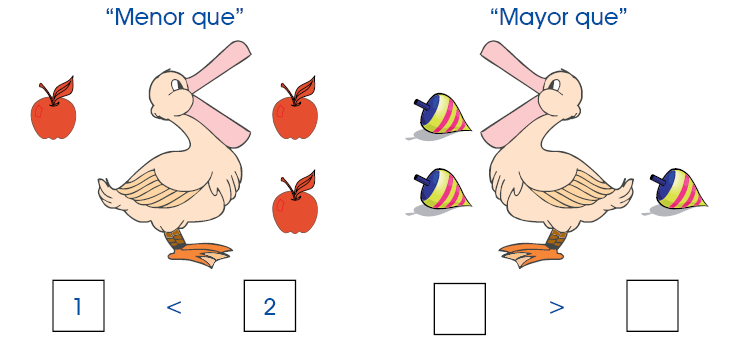 “Menor que”
“Mayor que”
1 < 2
>